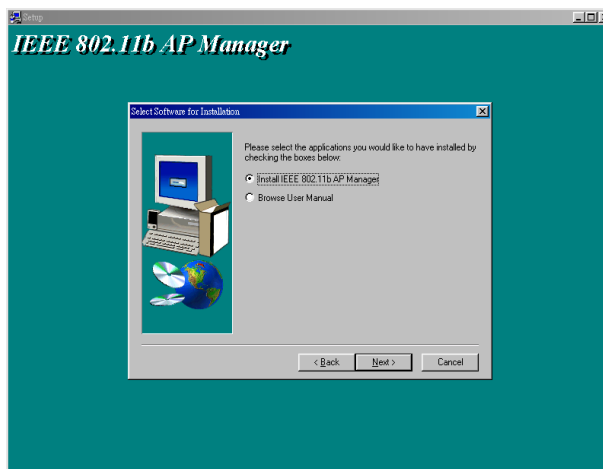 Setup
IEEE 802.11b AP Manager
Select Software for Installation
Please select the applications you would like to have installed by
checking the boxes below:
Install IEEE 802.11b AP Manager
Browse User Manual
< Back
Next >
Cancel